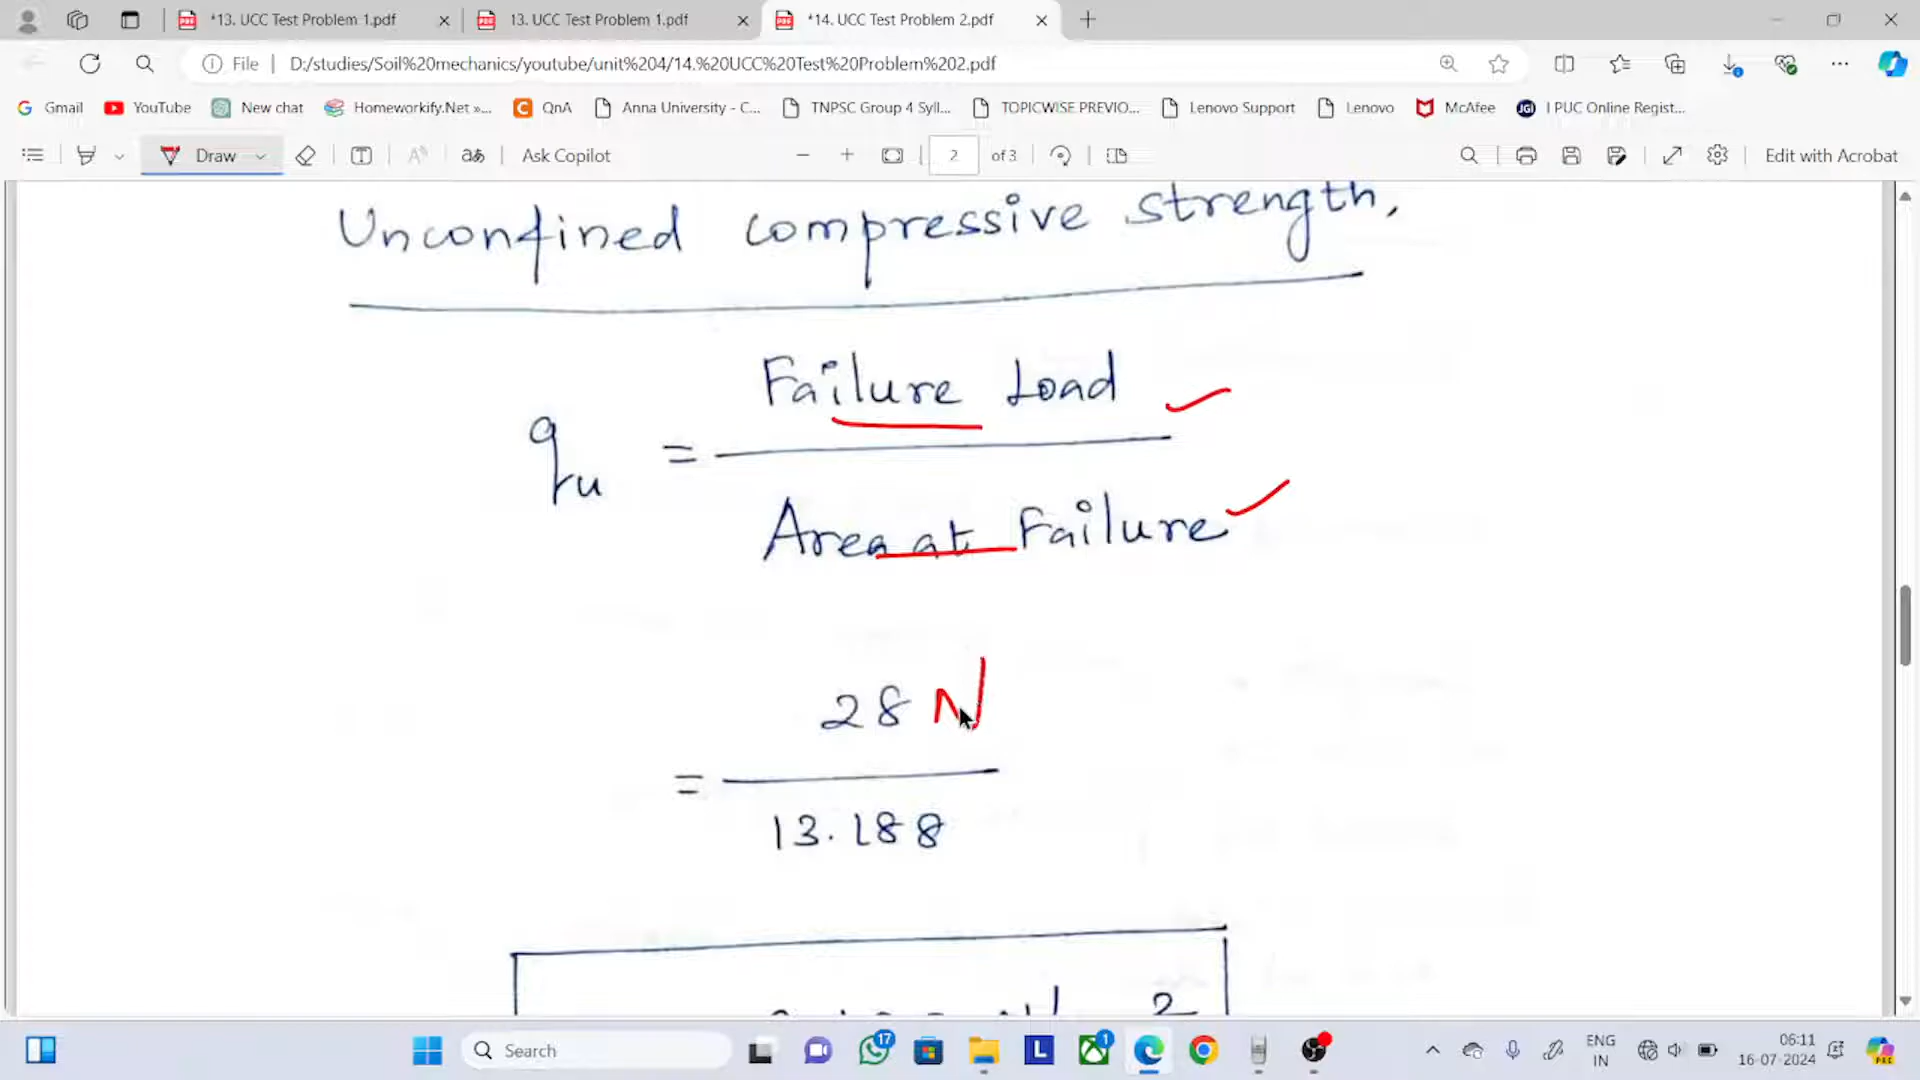 *13. UCC Test Problem 1.pdf
13. UCC Test Problem 1.pdf
*14. UCC Test Problem 2.pdf
File
D:/studies/Soil%20mechanics/youtube/unit%204/14.%20UCC%20Test%20Problem%202.pdf
Gmail
YouTube
New chat
Homeworkify.Net »...
QnA
Anna University - C...
TNPSC Group 4 Syll...
TOPICWISE PREVIO...
Lenovo Support
Lenovo
McAfee
I PUC Online Regist...
Draw
Ask Copilot
2 of 3
Edit with Acrobat
Unconfined compressive strength,
qu = Failure Load
Area at Failure
28 N
=
13.188
2
Search
17
1
ENG
IN
06:11
16-07-2024